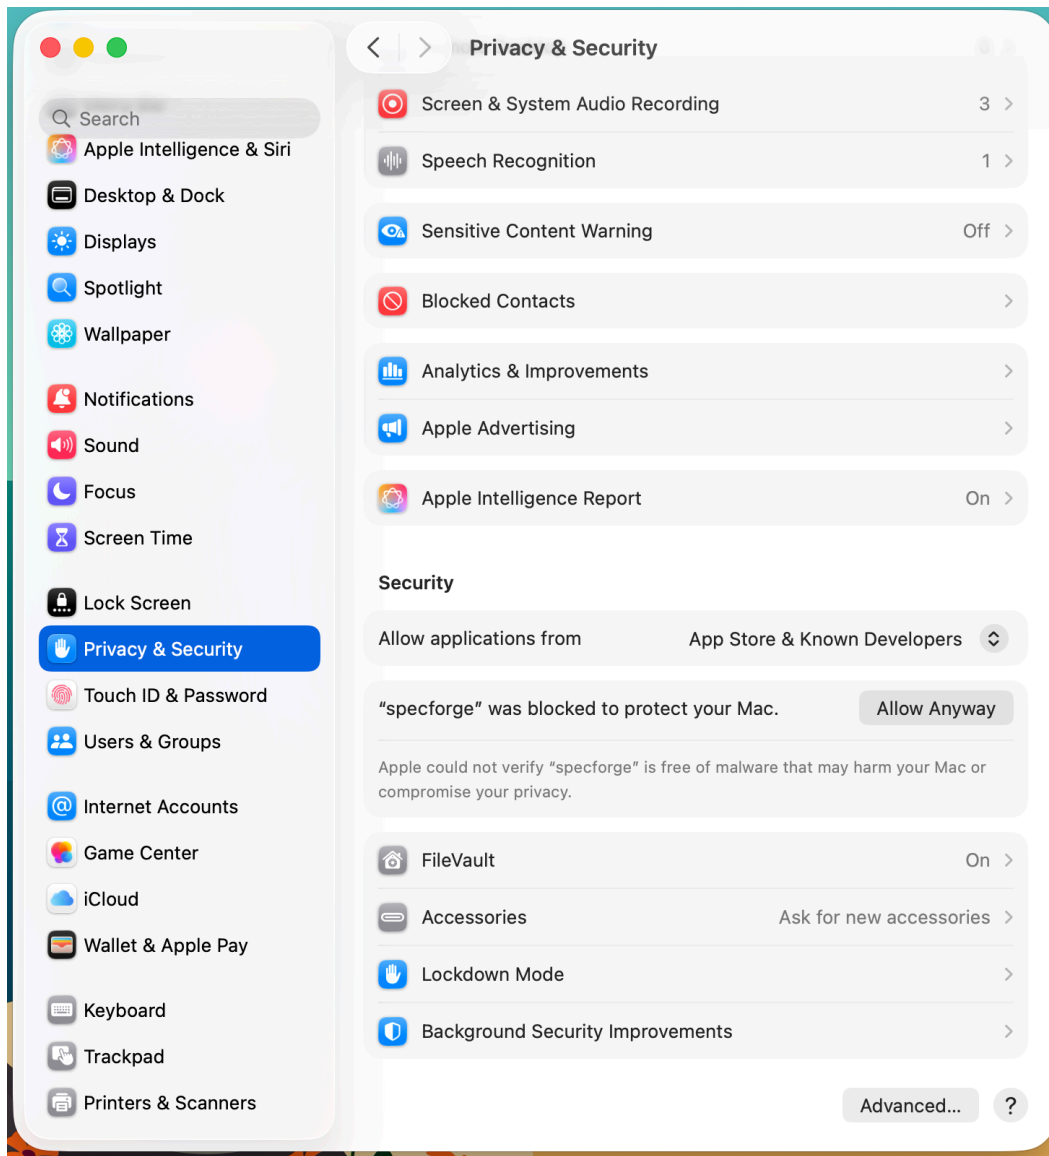 Privacy & Security
Search
Apple Intelligence & Siri
Desktop & Dock
Displays
Spotlight
Wallpaper
Notifications
Sound
Focus
Screen Time
Lock Screen
Privacy & Security
Touch ID & Password
Users & Groups
Internet Accounts
Game Center
iCloud
Wallet & Apple Pay
Keyboard
Trackpad
Printers & Scanners
Screen & System Audio Recording 3
Speech Recognition 1
Sensitive Content Warning Off
Blocked Contacts
Analytics & Improvements
Apple Advertising
Apple Intelligence Report On
Security
Allow applications from App Store & Known Developers
“specforge” was blocked to protect your Mac. Allow Anyway
Apple could not verify “specforge” is free of malware that may harm your Mac or
compromise your privacy.
FileVault On
Accessories Ask for new accessories
Lockdown Mode
Background Security Improvements
Advanced... ?